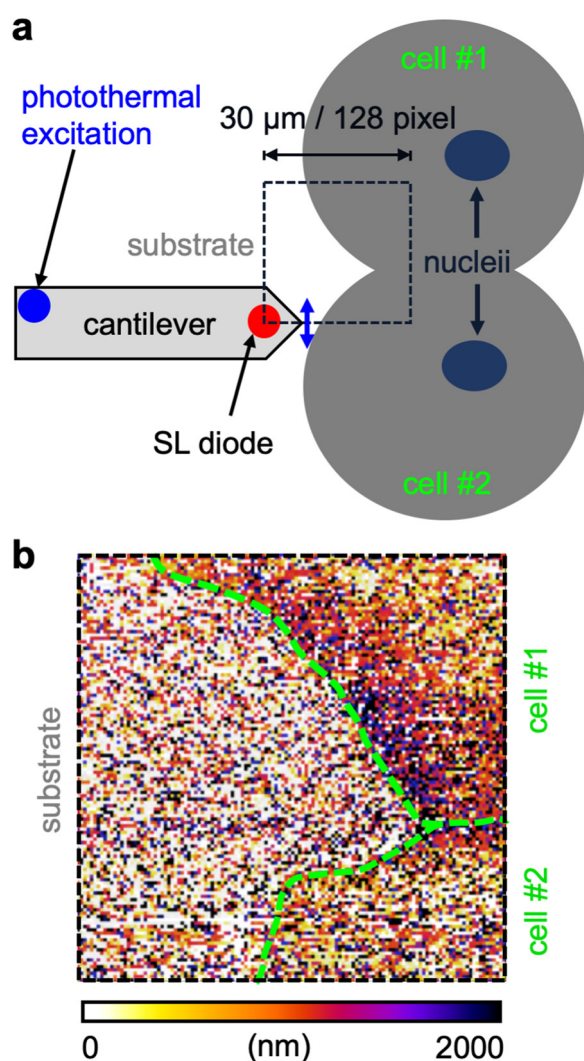 a
cell #1
photothermal
excitation
30 µm / 128 pixel
substrate
nucleii
cantilever
SL diode
cell #2
b
cell #1
substrate
cell #2
0 (nm) 2000